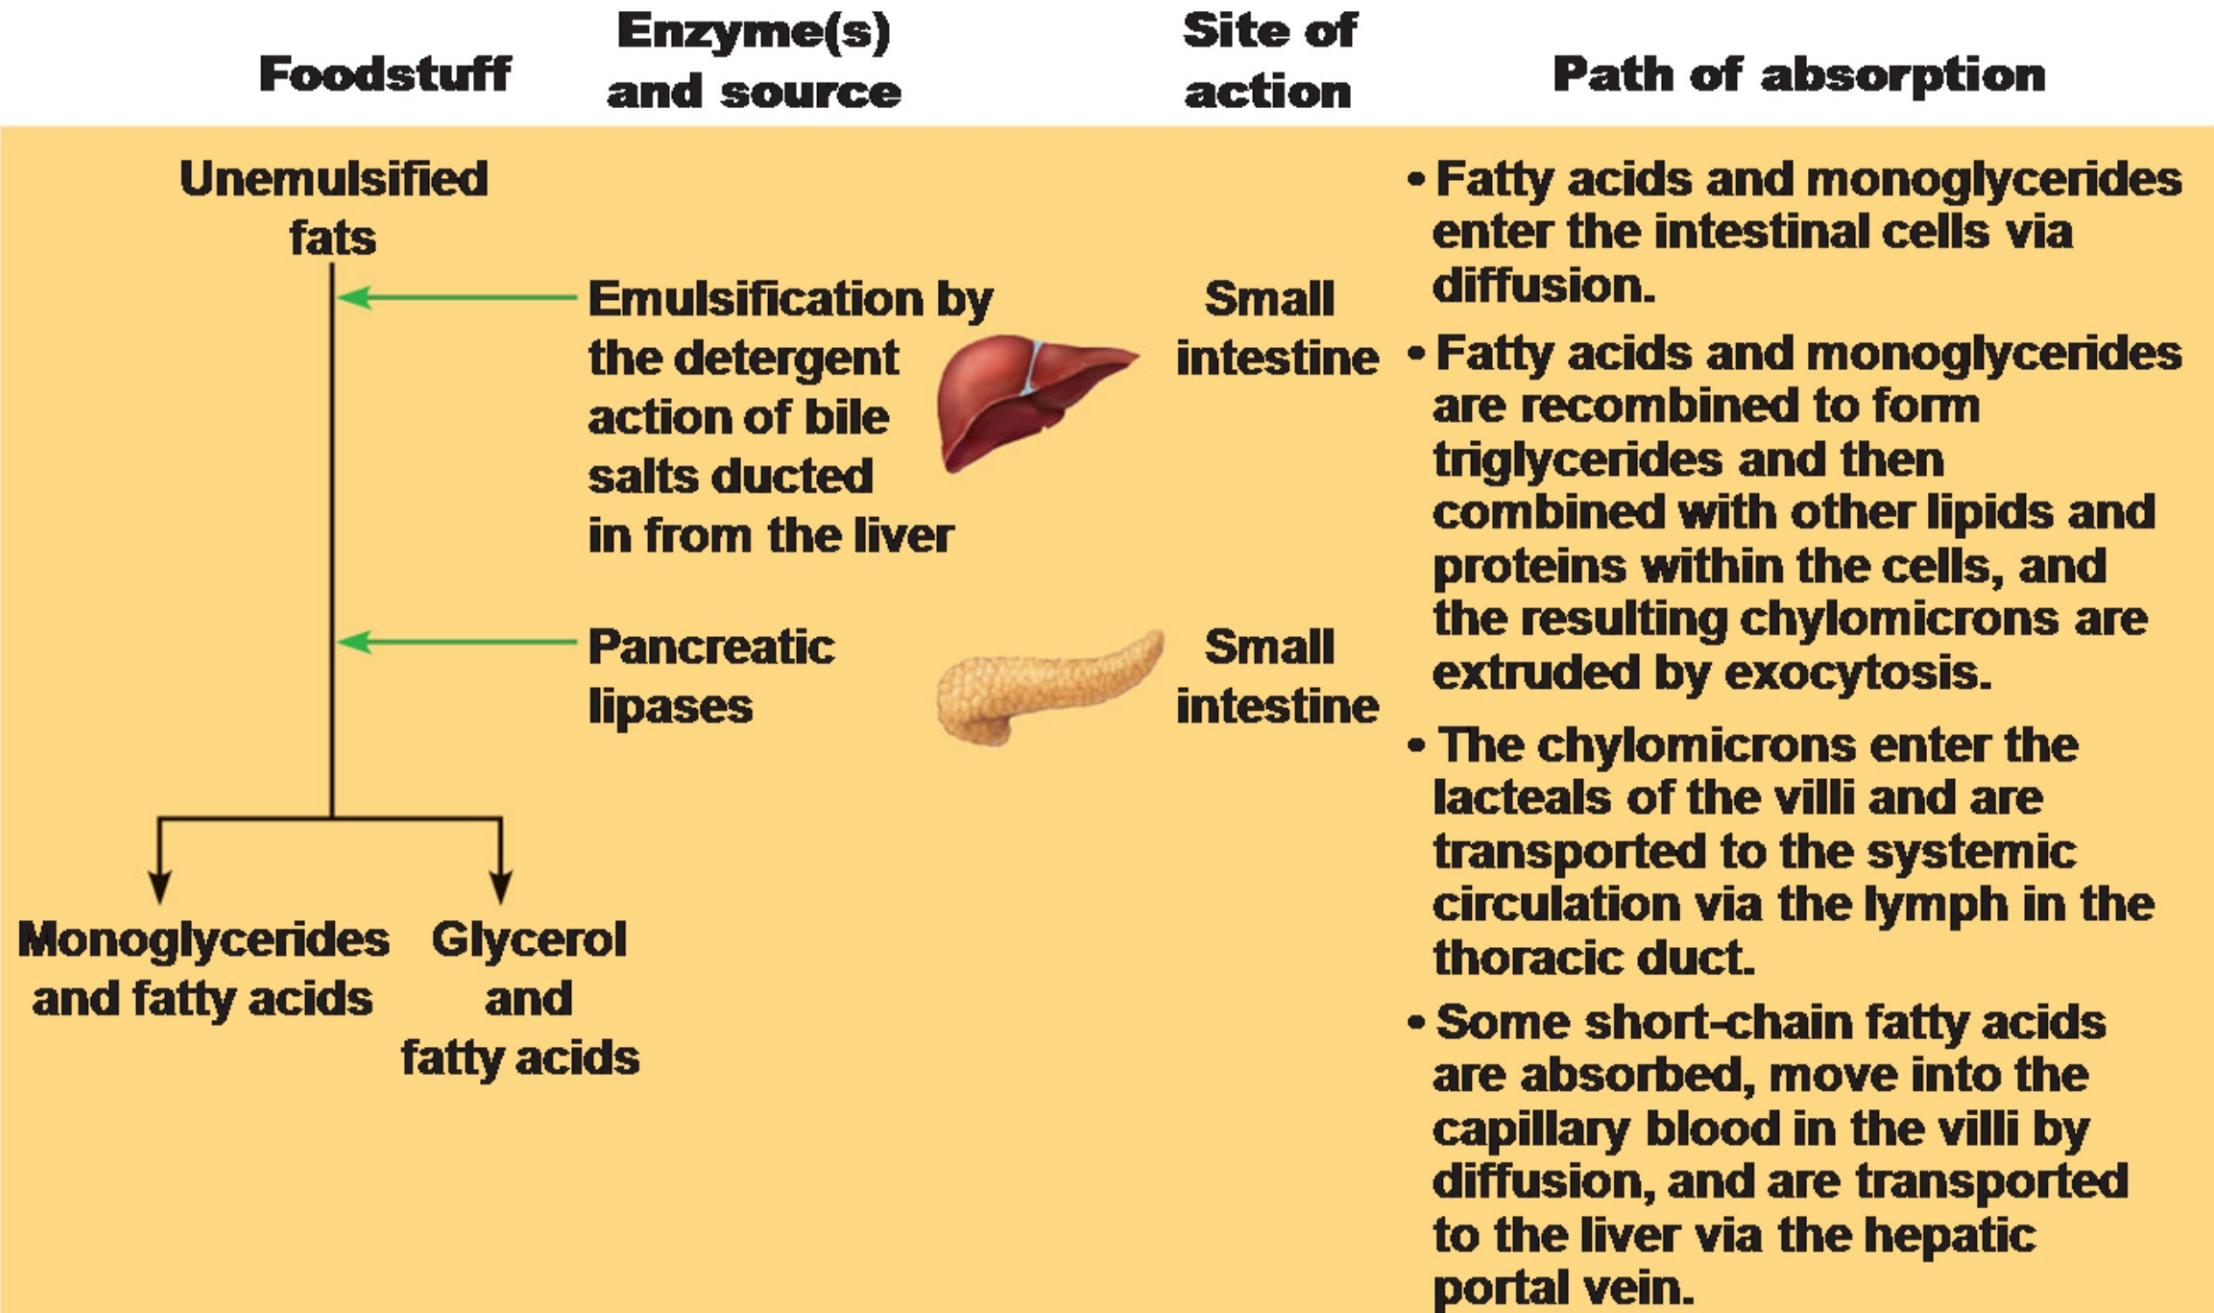 Foodstuff
Enzyme(s)
and source
Site of
action
Path of absorption
Unemulsified
fats
Emulsification by
the detergent
action of bile
salts ducted
in from the liver
Small
intestine
Pancreatic
lipases
Small
intestine
Monoglycerides
and fatty acids
Glycerol
and
fatty acids
• Fatty acids and monoglycerides
enter the intestinal cells via
diffusion.
• Fatty acids and monoglycerides
are recombined to form
triglycerides and then
combined with other lipids and
proteins within the cells, and
the resulting chylomicrons are
extruded by exocytosis.
• The chylomicrons enter the
lacteals of the villi and are
transported to the systemic
circulation via the lymph in the
thoracic duct.
• Some short-chain fatty acids
are absorbed, move into the
capillary blood in the villi by
diffusion, and are transported
to the liver via the hepatic
portal vein.